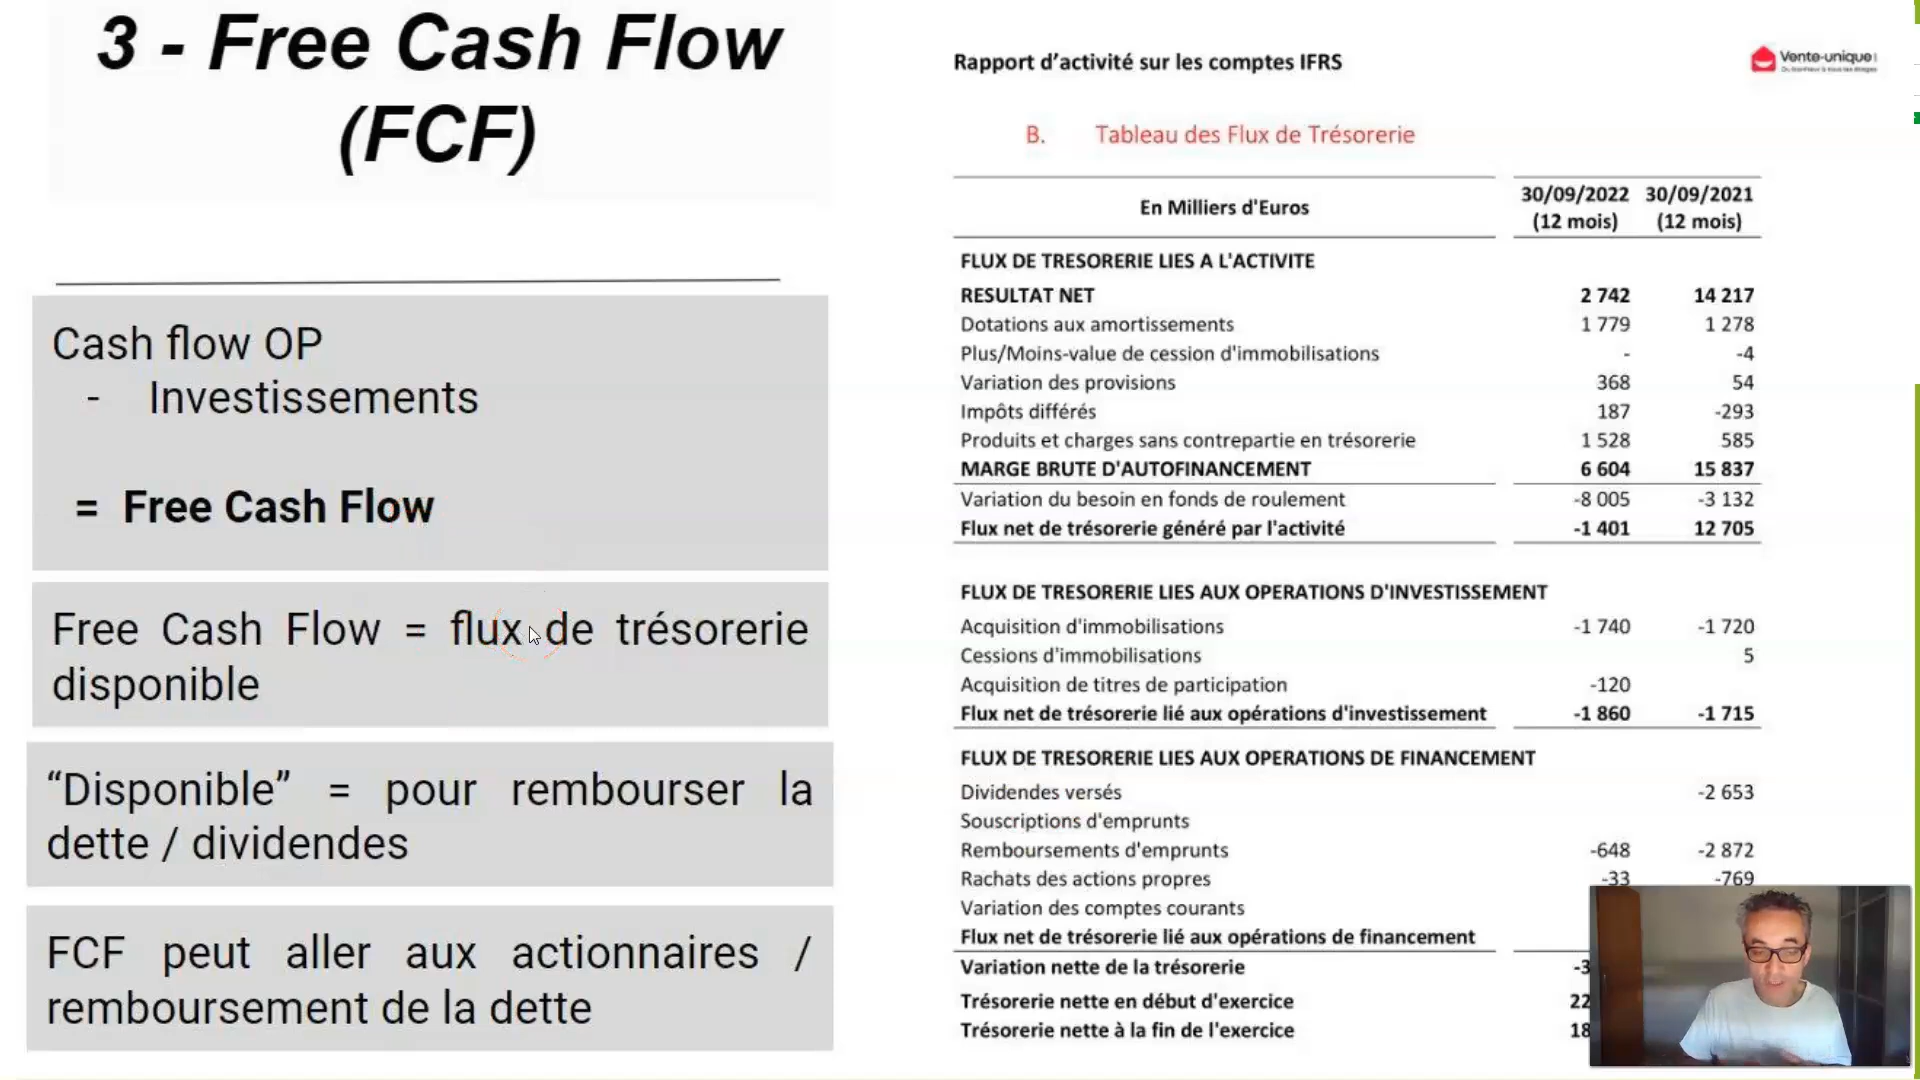 3 - Free Cash Flow
(FCF)
Cash flow OP
- Investissements
= Free Cash Flow
Free Cash Flow = flux de trésorerie
disponible
“Disponible” = pour rembourser la
dette / dividendes
FCF peut aller aux actionnaires /
remboursement de la dette
Rapport d’activité sur les comptes IFRS
Vente-unique
B. Tableau des Flux de Trésorerie
En Milliers d'Euros 30/09/2022 30/09/2021
(12 mois) (12 mois)
FLUX DE TRESORERIE LIES A L'ACTIVITE
RESULTAT NET 2 742 14 217
Dotations aux amortissements 1 779 1 278
Plus/Moins-value de cession d'immobilisations - -4
Variation des provisions 368 54
Impôts différés 187 -293
Produits et charges sans contrepartie en trésorerie 1 528 585
MARGE BRUTE D'AUTOFINANCEMENT 6 604 15 837
Variation du besoin en fonds de roulement -8 005 -3 132
Flux net de trésorerie généré par l'activité -1 401 12 705
FLUX DE TRESORERIE LIES AUX OPERATIONS D'INVESTISSEMENT
Acquisition d'immobilisations -1 740 -1 720
Cessions d'immobilisations 5
Acquisition de titres de participation -120
Flux net de trésorerie lié aux opérations d'investissement -1 860 -1 715
FLUX DE TRESORERIE LIES AUX OPERATIONS DE FINANCEMENT
Dividendes versés -2 653
Souscriptions d'emprunts
Remboursements d'emprunts -648 -2 872
Rachats des actions propres -33 -769
Variation des comptes courants
Flux net de trésorerie lié aux opérations de financement
Variation nette de la trésorerie -3
Trésorerie nette en début d'exercice 22
Trésorerie nette à la fin de l'exercice 18